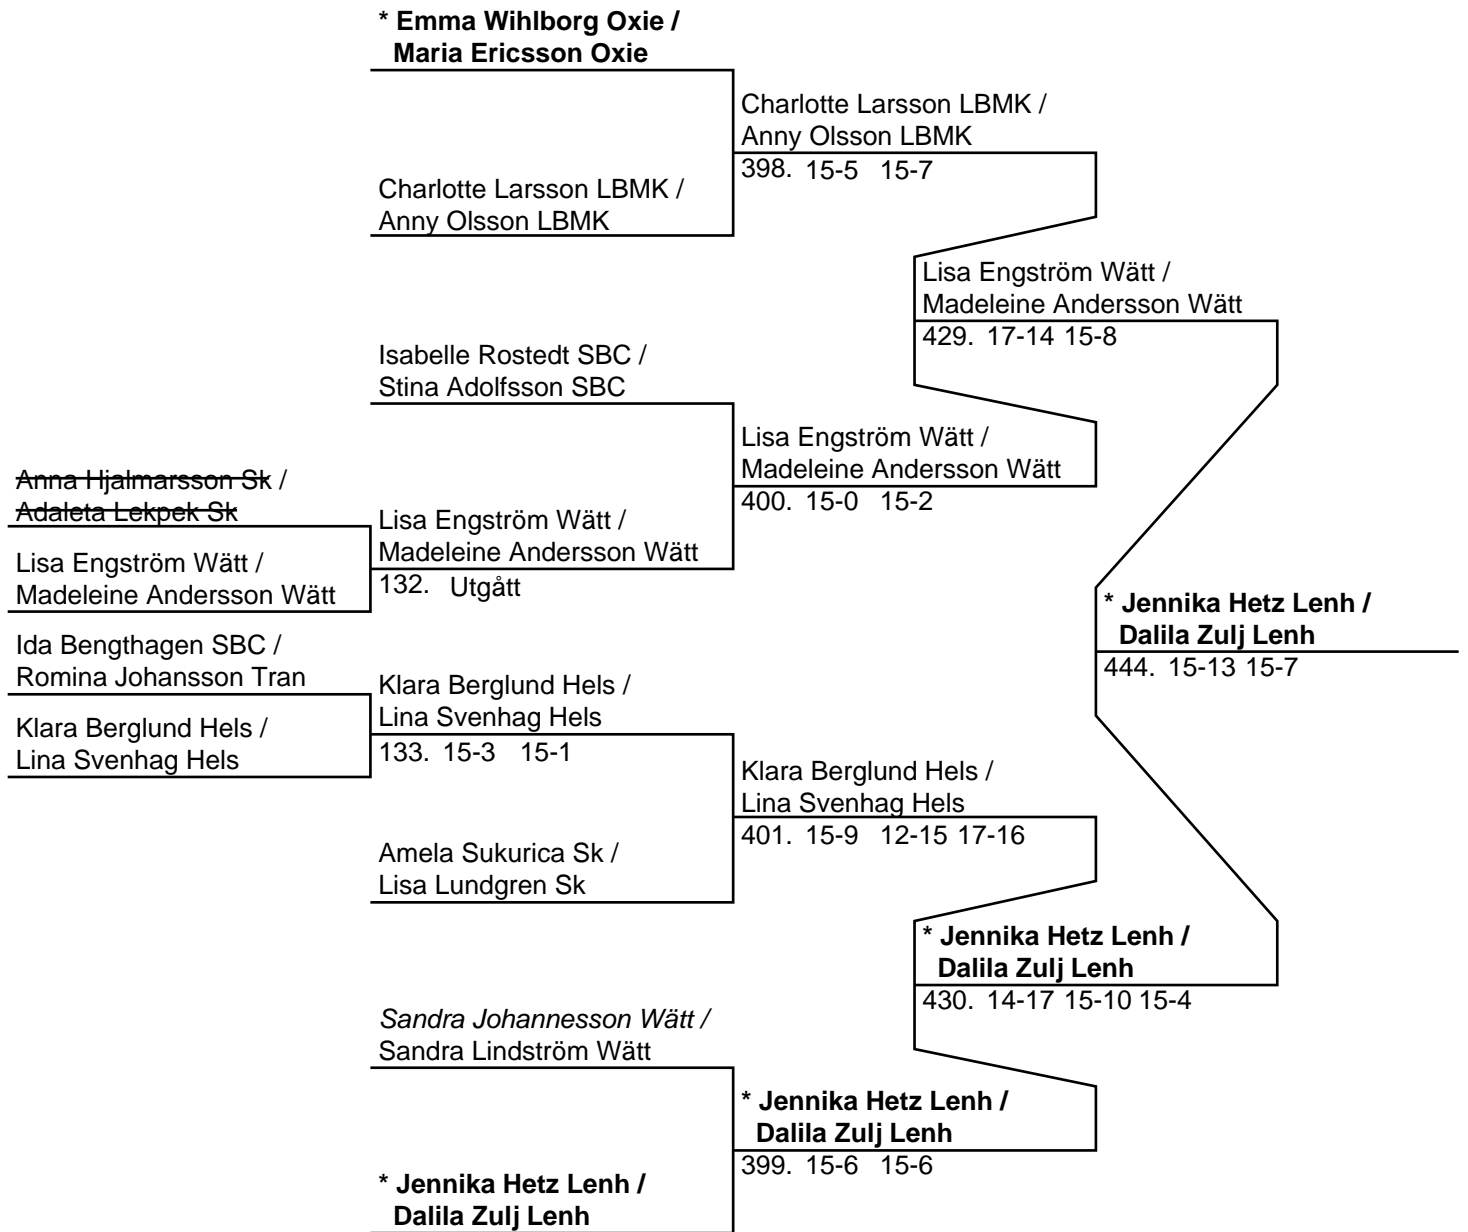 * Emma Wihlborg Oxie /
Maria Ericsson Oxie
Charlotte Larsson LBMK /
Anny Olsson LBMK
398. 15-5 15-7
Charlotte Larsson LBMK /
Anny Olsson LBMK
Lisa Engström Wätt /
Madeleine Andersson Wätt
429. 17-14 15-8
Isabelle Rostedt SBC /
Stina Adolfsson SBC
Lisa Engström Wätt /
Madeleine Andersson Wätt
400. 15-0 15-2
Anna Hjalmarsson Sk /
Adaleta Lekpek Sk
Lisa Engström Wätt /
Madeleine Andersson Wätt
132. Utgått
Lisa Engström Wätt /
Madeleine Andersson Wätt
* Jennika Hetz Lenh /
Dalila Zulj Lenh
444. 15-13 15-7
Ida Bengthagen SBC /
Romina Johansson Tran
Klara Berglund Hels /
Lina Svenhag Hels
133. 15-3 15-1
Klara Berglund Hels /
Lina Svenhag Hels
Klara Berglund Hels /
Lina Svenhag Hels
401. 15-9 12-15 17-16
Amela Sukurica Sk /
Lisa Lundgren Sk
* Jennika Hetz Lenh /
Dalila Zulj Lenh
430. 14-17 15-10 15-4
Sandra Johannesson Wätt /
Sandra Lindström Wätt
* Jennika Hetz Lenh /
Dalila Zulj Lenh
399. 15-6 15-6
* Jennika Hetz Lenh /
Dalila Zulj Lenh